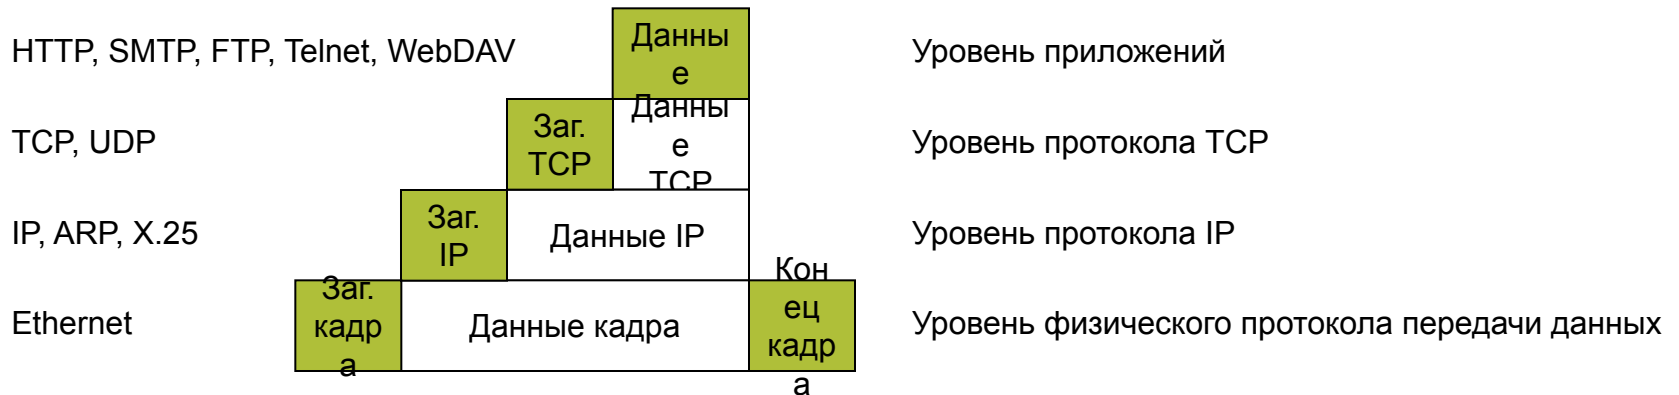 HTTP, SMTP, FTP, Telnet, WebDAV
Данны
е
Уровень приложений
TCP, UDP
Заг.
TCP
Данны
е
TCP
Уровень протокола TCP
IP, ARP, X.25
Заг.
IP
Данные IP
Уровень протокола IP
Ethernet
Заг.
кадр
а
Данные кадра
Кон
ец
кадр
а
Уровень физического протокола передачи данных